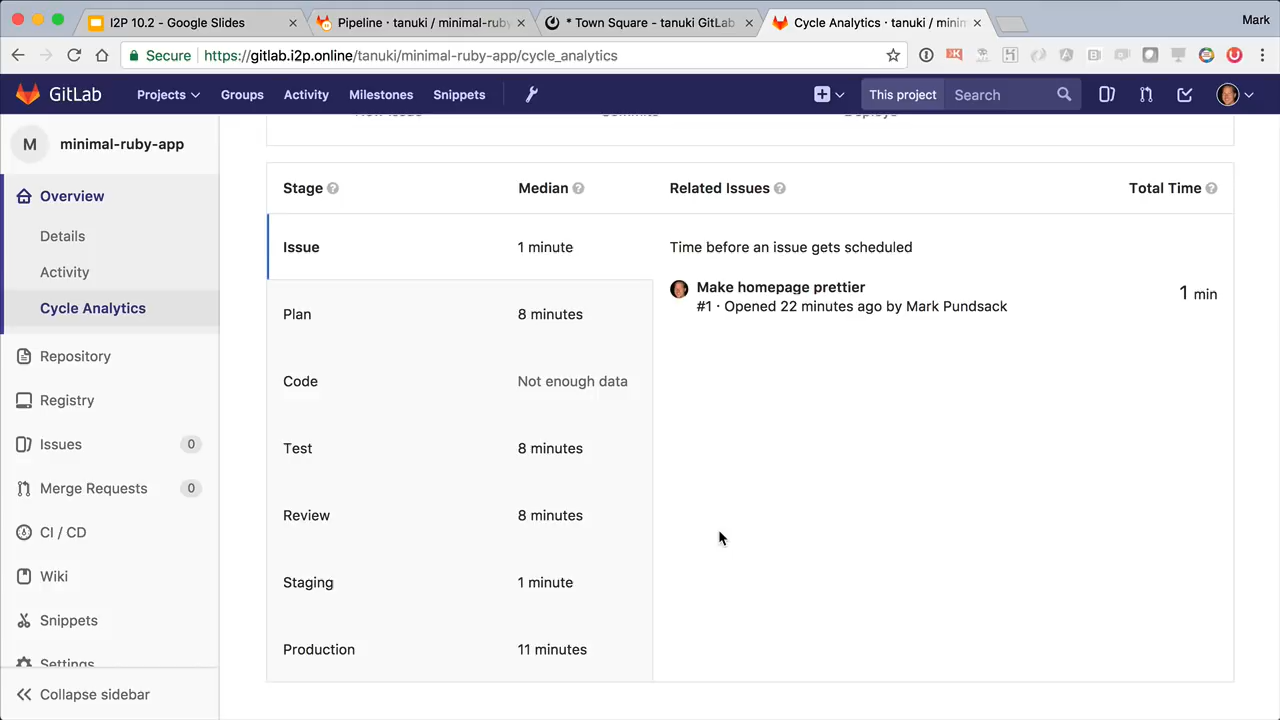 I2P 10.2 - Google Slides
Pipeline · tanuki / minimal-ruby
* Town Square - tanuki GitLab
Cycle Analytics · tanuki / minim
Mark
Secure
https://gitlab.i2p.online/tanuki/minimal-ruby-app/cycle_analytics
GitLab
Projects
Groups
Activity
Milestones
Snippets
This project
Search
M
minimal-ruby-app
Overview
Details
Activity
Cycle Analytics
Repository
Registry
Issues 0
Merge Requests 0
CI / CD
Wiki
Snippets
Settings
Collapse sidebar
New Issue
Commits
Deploys
Stage
Median
Related Issues
Total Time
Issue 1 minute
Time before an issue gets scheduled
Make homepage prettier
#1 · Opened 22 minutes ago by Mark Pundsack
1 min
Plan 8 minutes
Code Not enough data
Test 8 minutes
Review 8 minutes
Staging 1 minute
Production 11 minutes